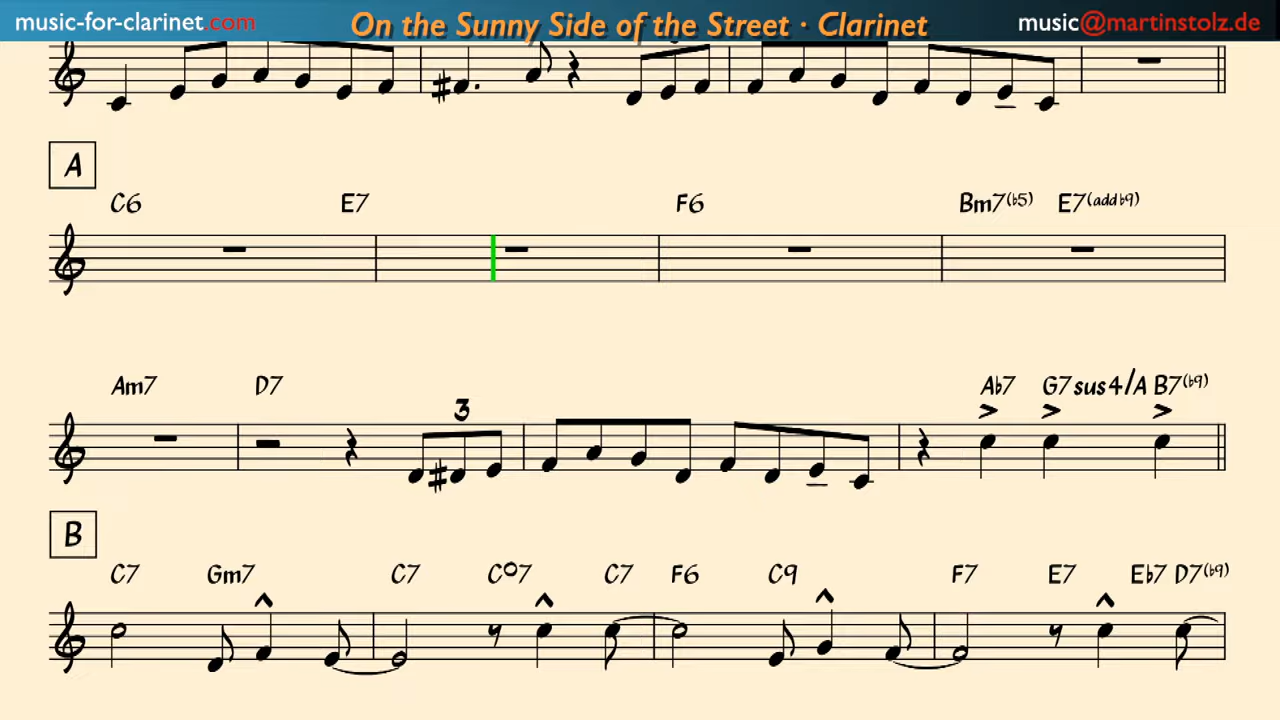 music-for-clarinet.com
On the Sunny Side of the Street · Clarinet
music@martinstolz.de
A
C6 E7 F6 Bm7(♭5) E7(add♭9)
Am7 D7 A♭7 G7sus4/A B7(♭9)
3
B
C7 Gm7 C7 C°7 C7 F6 C9 F7 E7 E♭7 D7(♭9)